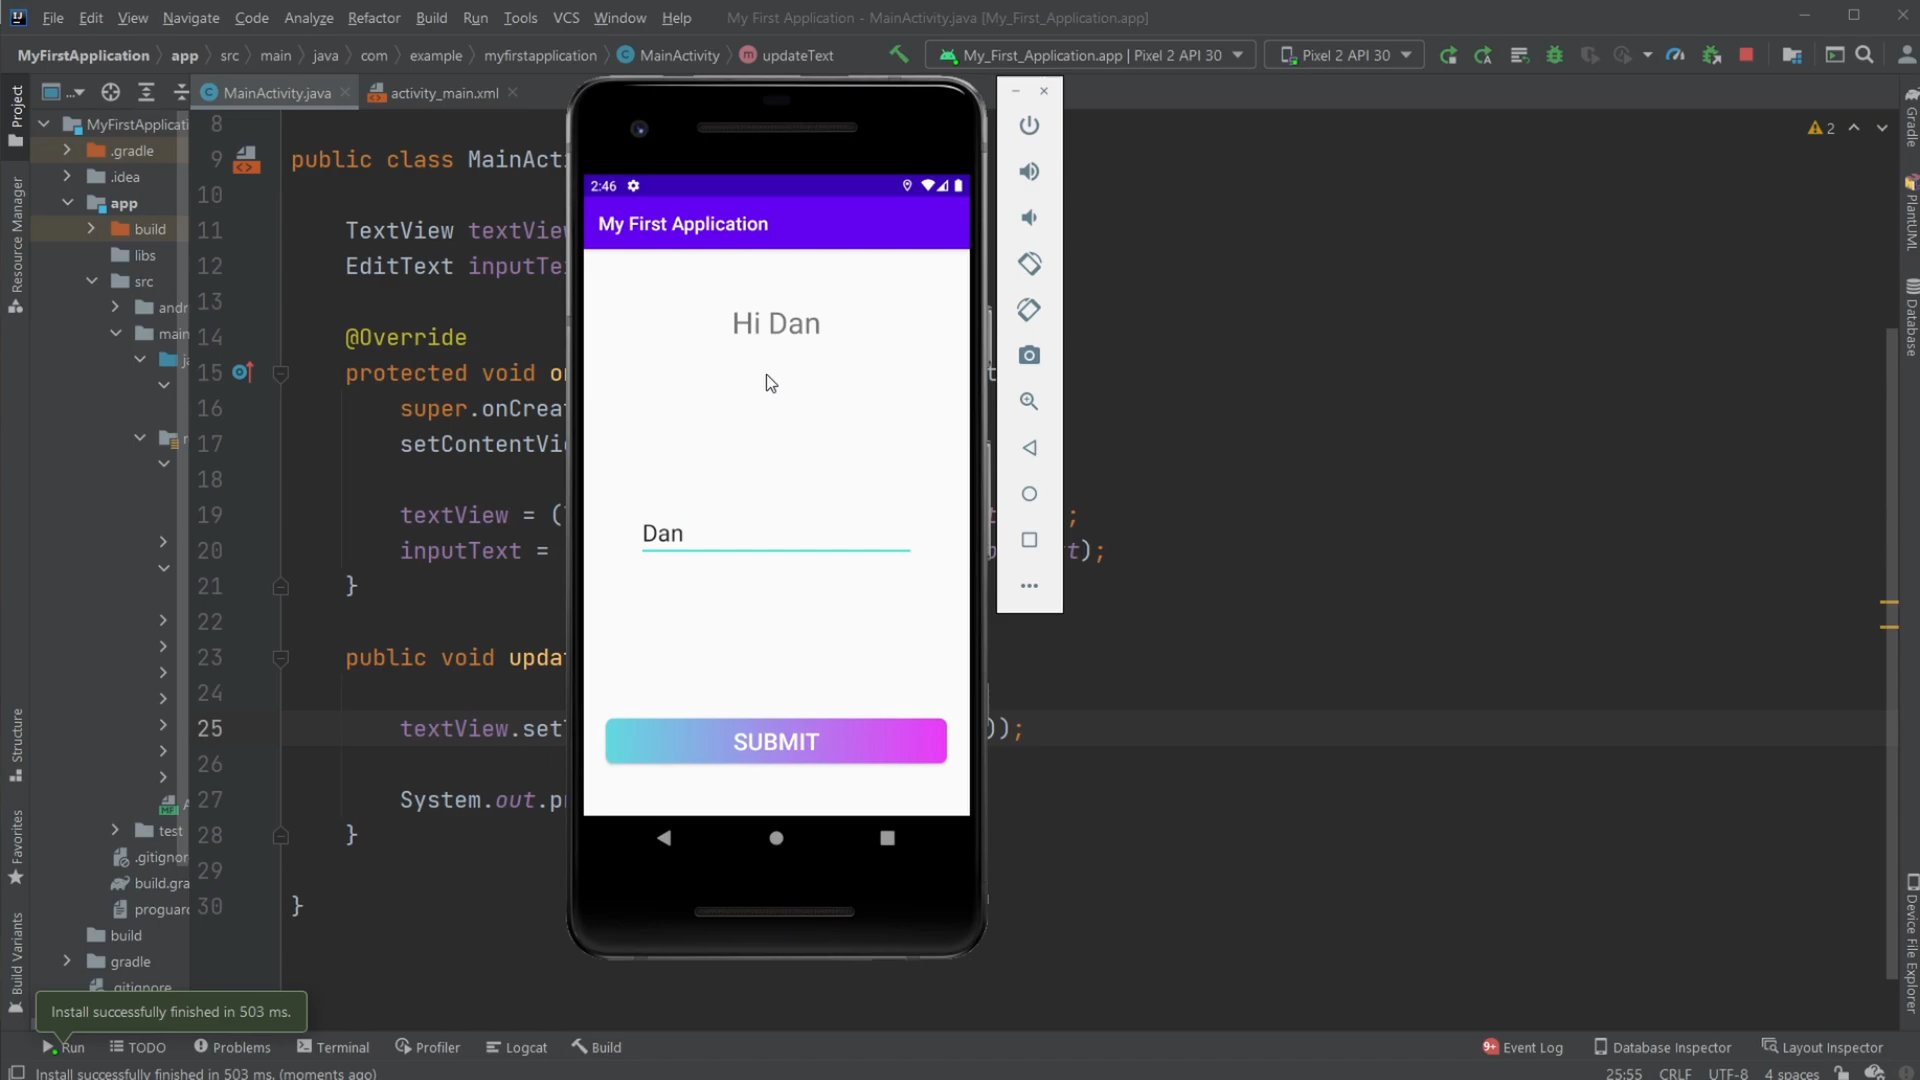 File Edit View Navigate Code Analyze Refactor Build Run Tools VCS Window Help My First Application - MainActivity.java [My_First_Application.app]
MyFirstApplication app src main java com example myfirstapplication MainActivity updateText My_First_Application.app | Pixel 2 API 30 Pixel 2 API 30
Project
Resource Manager
Structure
Favorites
Build Variants
MainActivity.java activity_main.xml
MyFirstApplicati
.gradle
.idea
app
build
libs
src
andr
main
test
.gitignor
build.gra
proguard
build
gradle
.gitignore
8
9 public class MainActi
10
11 TextView textView
12 EditText inputTe
13
14 @Override
15 protected void on t
16 super.onCrea
17 setContentVi
18
19 textView = ( t ;
20 inputText = t);
21 }
22
23 public void upda
24
25 textView.set ));
26
27 System.out.p
28 }
29
30 }
2:46
My First Application
Hi Dan
Dan
SUBMIT
2
Gradle
PlantUML
Database
Device File Explorer
Install successfully finished in 503 ms.
Run TODO Problems Terminal Profiler Logcat Build 9+ Event Log Database Inspector Layout Inspector
Install successfully finished in 503 ms. (moments ago) 25:55 CRLF UTF-8 4 spaces